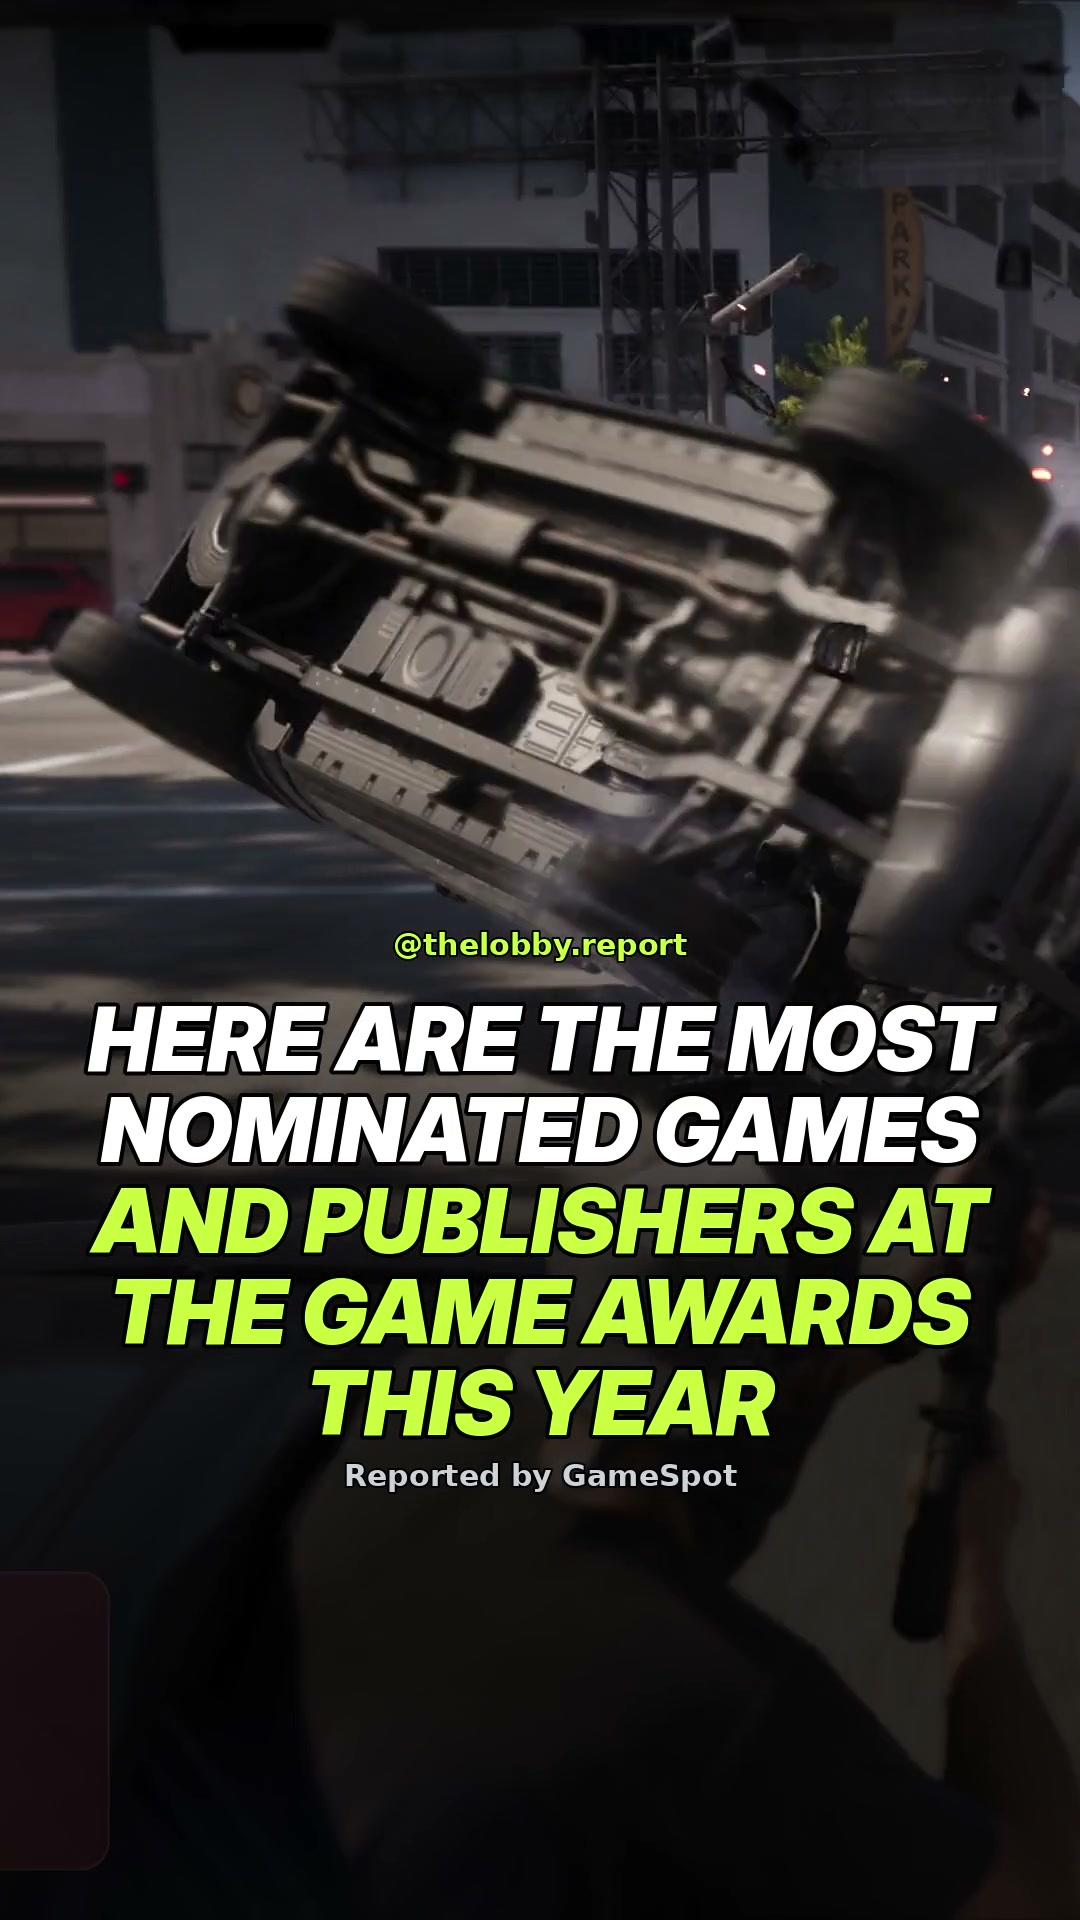 PARK
@thelobby.report
HERE ARE THE MOST
NOMINATED GAMES
AND PUBLISHERS AT
THE GAME AWARDS
THIS YEAR
Reported by GameSpot